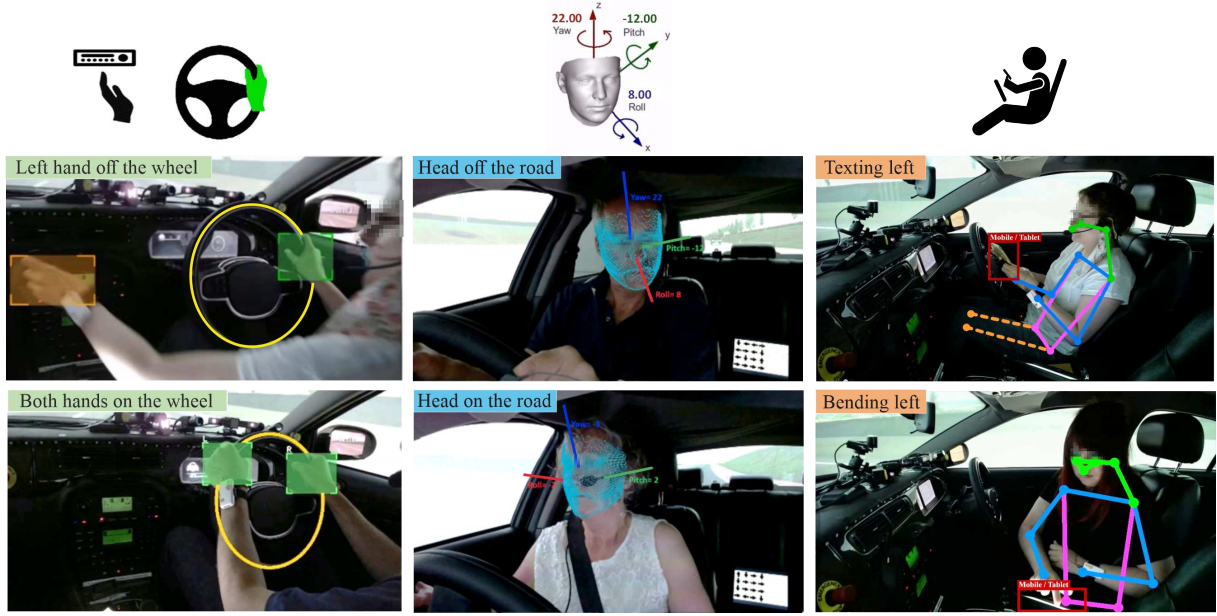 22.00
Yaw
z
-12.00
Pitch
y
8.00
Roll
x
Left hand off the wheel
Head off the road
Texting left
Yaw= 22
Pitch= -12
Roll= 8
Mobile / Tablet
Both hands on the wheel
Head on the road
Bending left
R
Pitch= 2
Mobile / Tablet